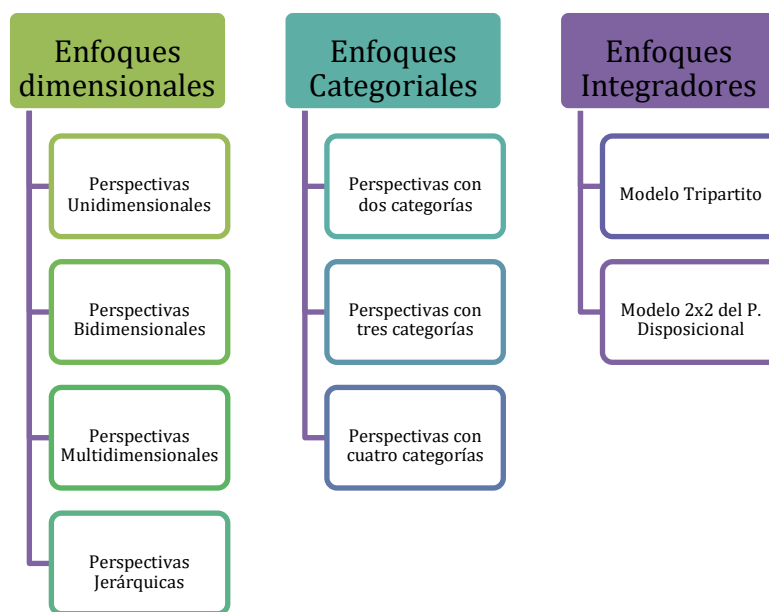 Enfoques
dimensionales
Perspectivas
Unidimensionales
Perspectivas
Bidimensionales
Perspectivas
Multidimensionales
Perspectivas
Jerárquicas
Enfoques
Categoriales
Perspectivas con
dos categorías
Perspectivas con
tres categorías
Perspectivas con
cuatro categorías
Enfoques
Integradores
Modelo Tripartito
Modelo 2x2 del P.
Disposicional